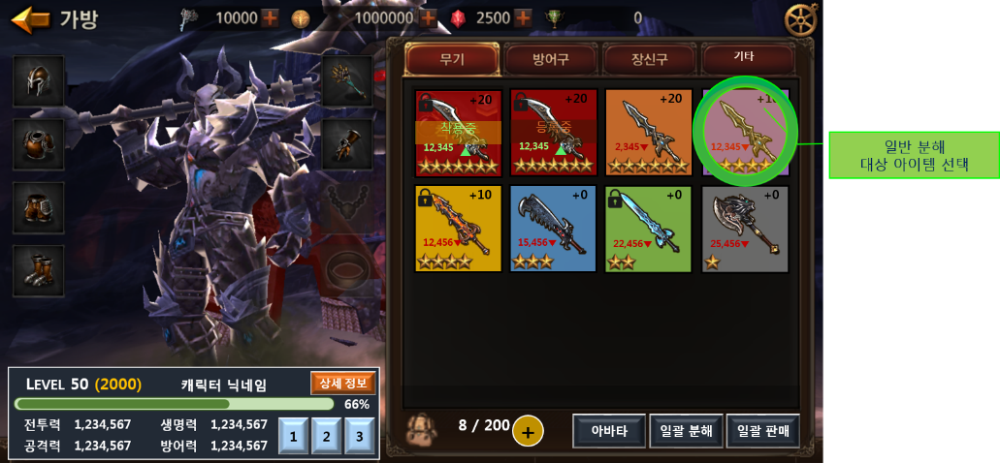 가방
10000
1000000
2500
0
무기
방어구
장신구
기타
+20
착용중
12,345
+20
등록중
12,345
+20
2,345
12,345
+10
12,456
+0
15,456
+0
22,456
+0
25,456
일반 분해
대상 아이템 선택
LEVEL 50 (2000)
캐릭터 닉네임
상세 정보
66%
전투력 1,234,567
생명력 1,234,567
공격력 1,234,567
방어력 1,234,567
1
2
3
8 / 200
+
아바타
일괄 분해
일괄 판매